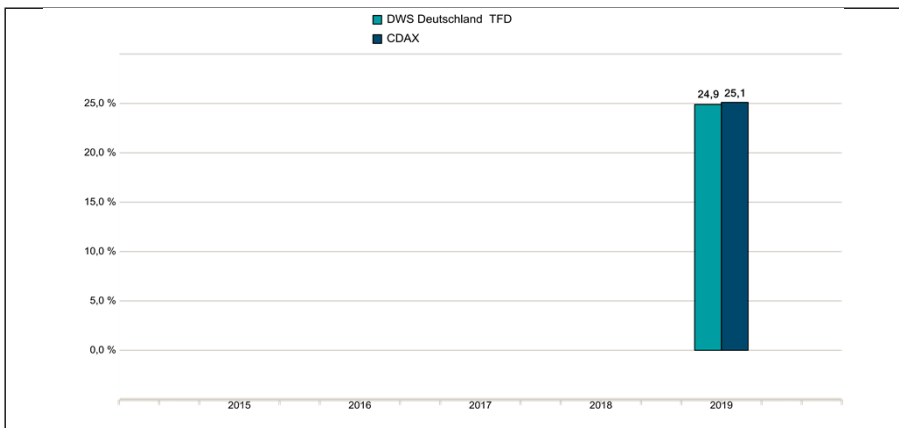 DWS Deutschland TFD
CDAX
24,9 25,1
25,0 %
20,0 %
15,0 %
10,0 %
5,0 %
0,0 %
2015 2016 2017 2018 2019